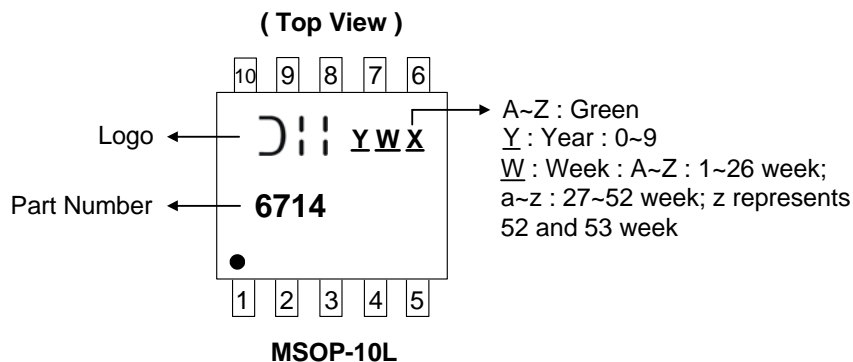 ( Top View )
10 9 8 7 6
Logo
Y W X
A~Z : Green
Y : Year : 0~9
W : Week : A~Z : 1~26 week;
a~z : 27~52 week; z represents
52 and 53 week
Part Number
6714
1 2 3 4 5
MSOP-10L